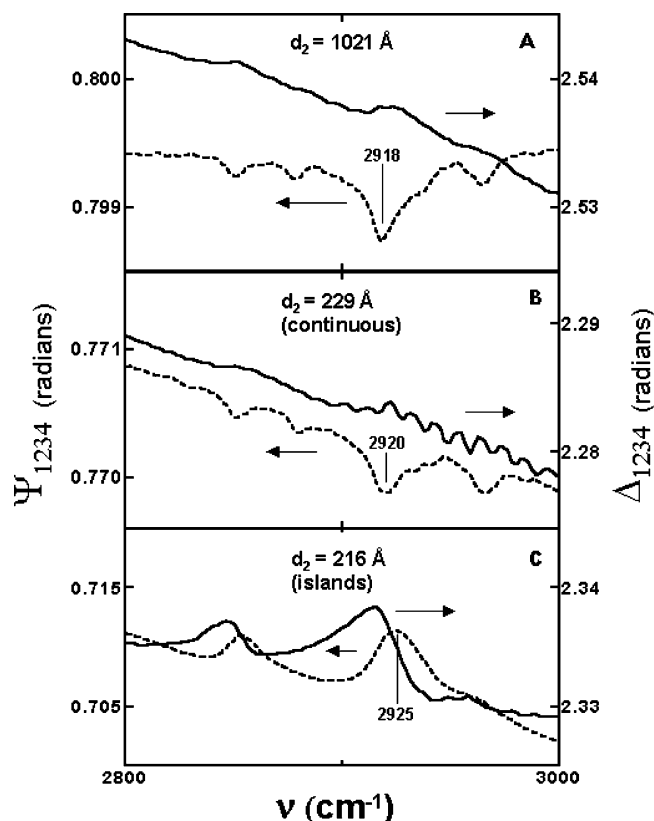 d₂ = 1021 Å
A
0.800
2.54
2918
0.799
2.53
d₂ = 229 Å
(continuous)
B
2.29
0.771
2920
2.28
0.770
d₂ = 216 Å
(islands)
C
0.715
2.34
0.705
2.33
2925
2800
3000
ν (cm⁻¹)
Ψ₁₂₃₄ (radians)
Δ₁₂₃₄ (radians)